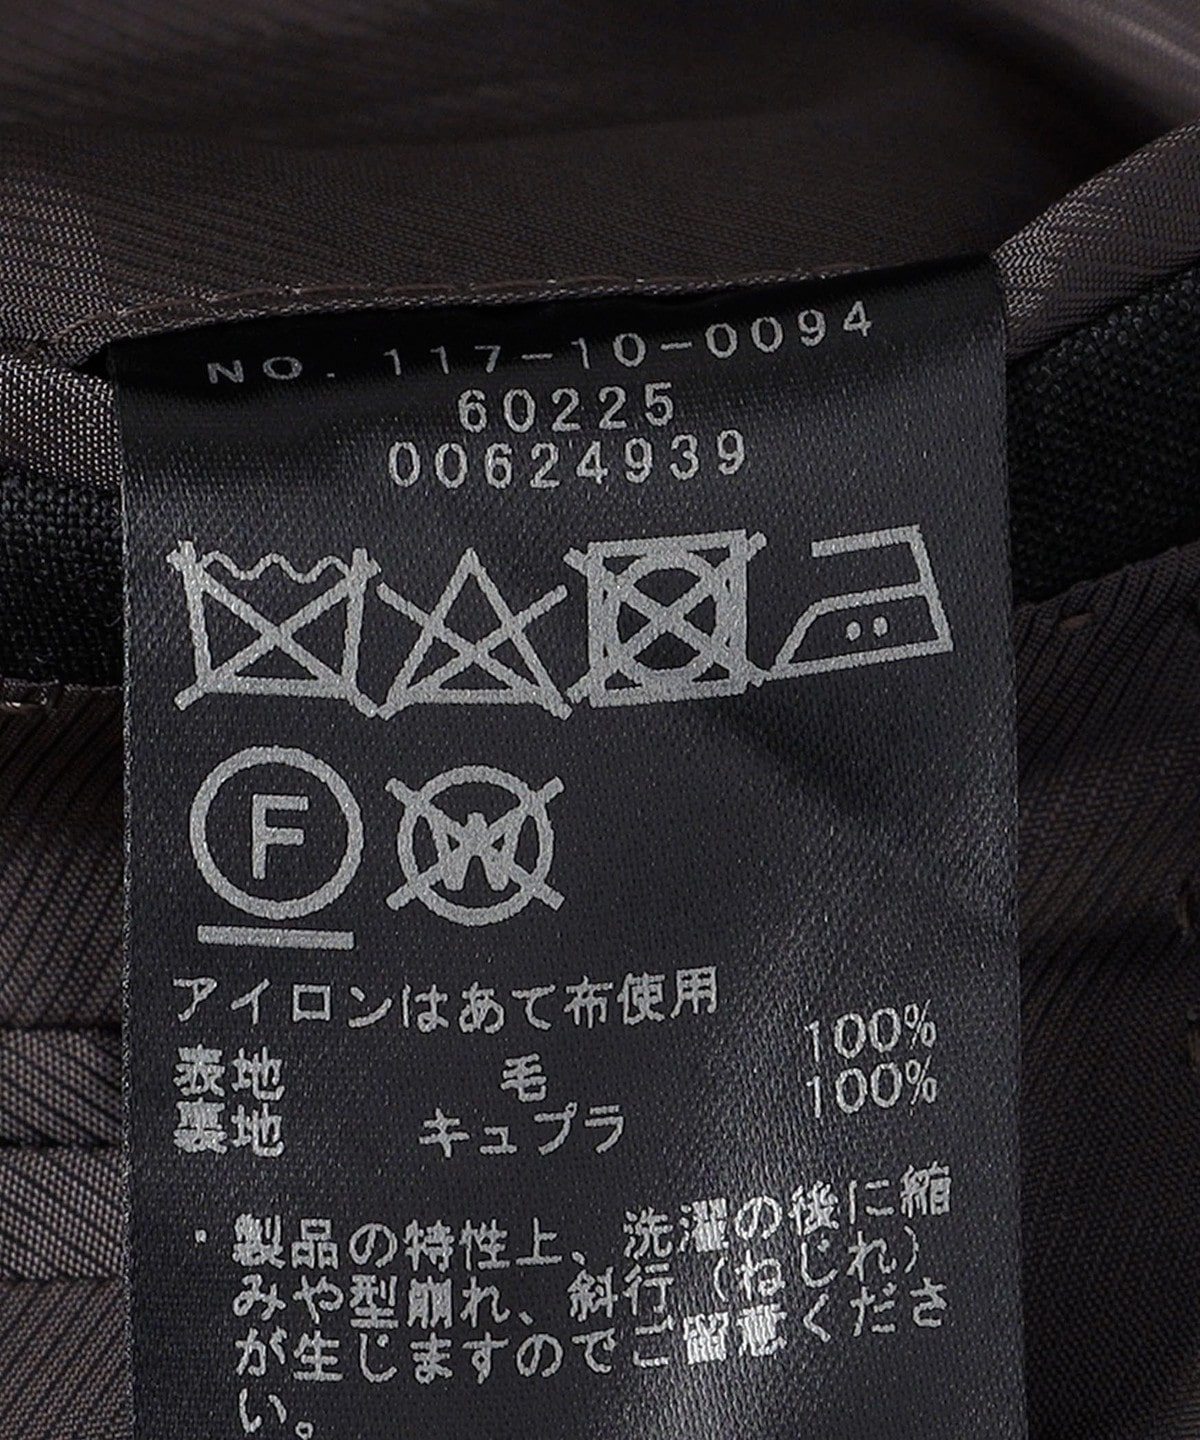 NO. 117-10-0094
60225
00624939
F
W
アイロンはあて布使用
表地 毛 100%
裏地 キュプラ 100%
・製品の特性上、洗濯の後に縮
みや型崩れ、斜行（ねじれ）
が生じますのでご留意くださ
い。